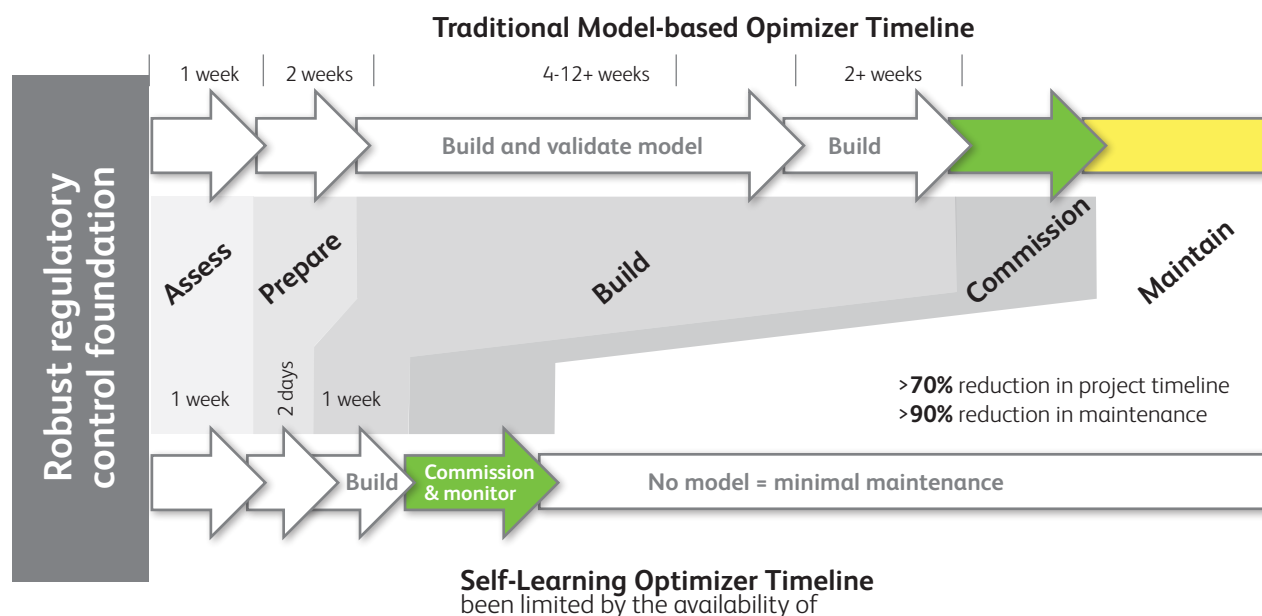 Traditional Model-based Opimizer Timeline
1 week
2 weeks
4-12+ weeks
2+ weeks
Build and validate model
Build
Robust regulatory
control foundation
Assess
Prepare
Build
Commission
Maintain
1 week
2 days
1 week
>70% reduction in project timeline
>90% reduction in maintenance
Build
Commission
& monitor
No model = minimal maintenance
Self-Learning Optimizer Timeline
been limited by the availability of